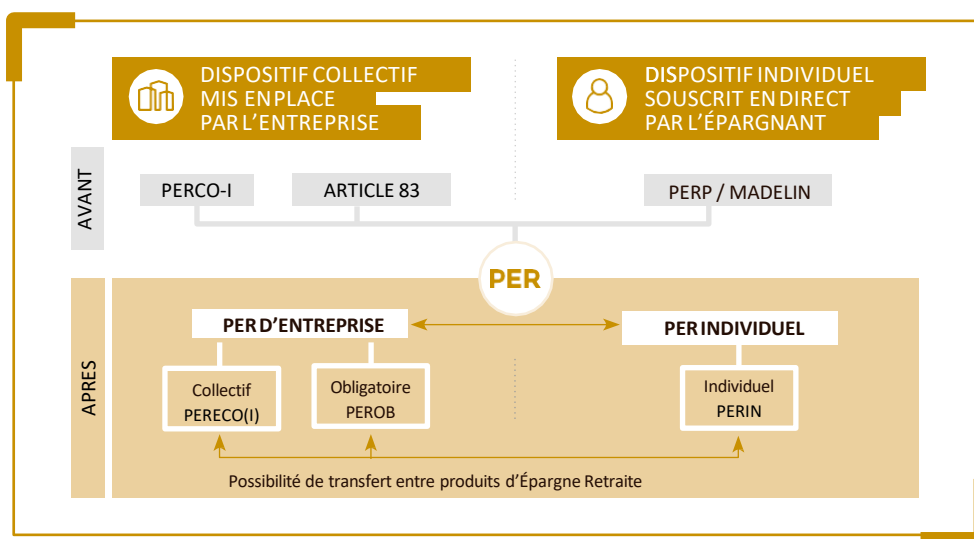 DISPOSITIF COLLECTIF
MIS EN PLACE
PAR L'ENTREPRISE
DISPOSITIF INDIVIDUEL
SOUSCRIT EN DIRECT
PAR L'ÉPARGNANT
AVANT
PERCO-I
ARTICLE 83
PERP / MADELIN
PER
APRES
PER D'ENTREPRISE
PER INDIVIDUEL
Collectif
PERECO(I)
Obligatoire
PEROB
Individuel
PERIN
Possibilité de transfert entre produits d'Épargne Retraite